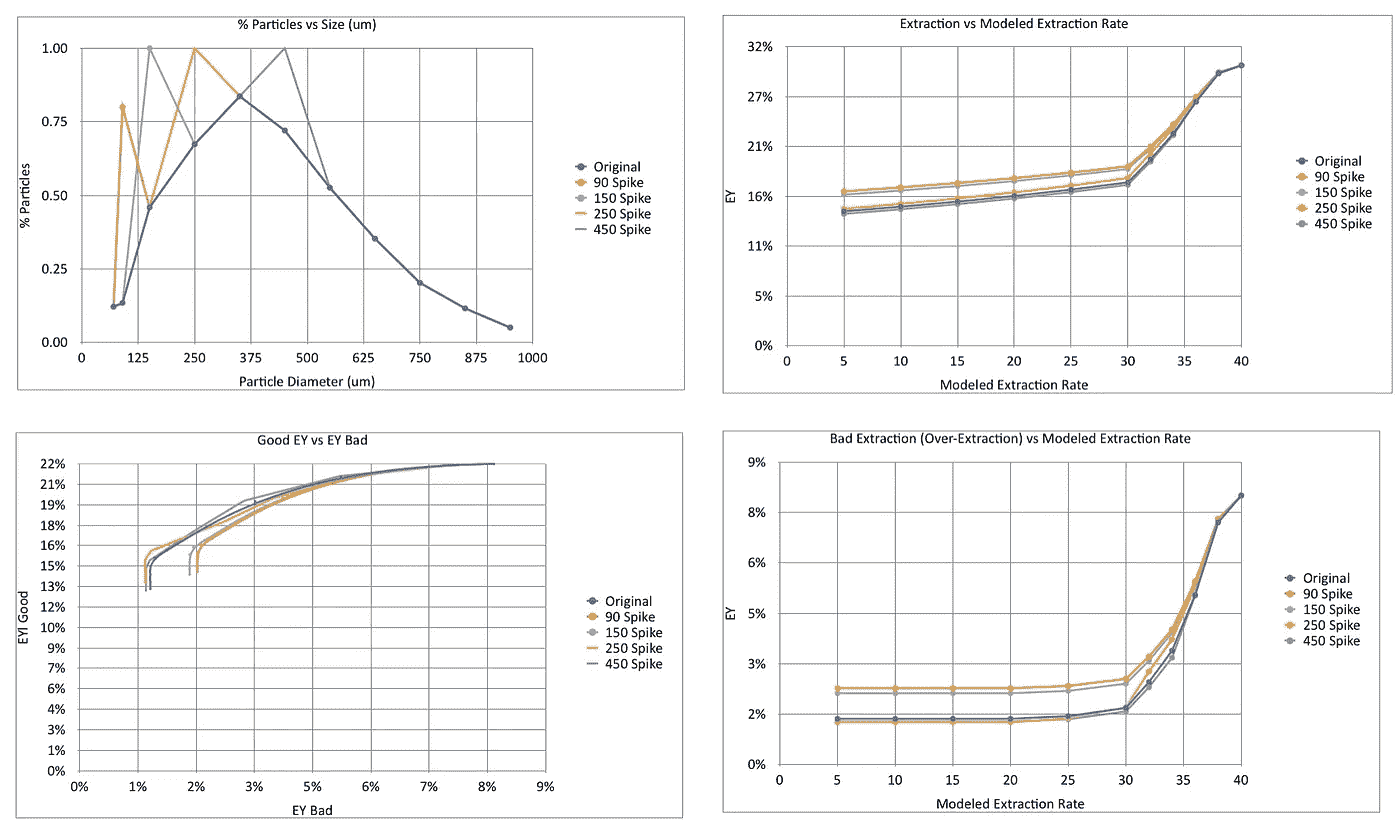 % Particles vs Size (um)
1.00
0.75
0.50
0.25
0.00
% Particles
0
125
250
375
500
625
750
875
1000
Particle Diameter (um)
Original
90 Spike
150 Spike
250 Spike
450 Spike
Extraction vs Modeled Extraction Rate
32%
27%
21%
16%
11%
5%
0%
EY
0
5
10
15
20
25
30
35
40
Modeled Extraction Rate
Original
90 Spike
150 Spike
250 Spike
450 Spike
Good EY vs EY Bad
22%
21%
19%
18%
16%
15%
13%
12%
10%
9%
7%
6%
4%
3%
1%
0%
EYl Good
0%
1%
2%
3%
4%
6%
7%
8%
9%
EY Bad
Original
90 Spike
150 Spike
250 Spike
450 Spike
Bad Extraction (Over-Extraction) vs Modeled Extraction Rate
9%
8%
6%
5%
3%
2%
0%
EY
0
5
10
15
20
25
30
35
40
Modeled Extraction Rate
Original
90 Spike
150 Spike
250 Spike
450 Spike